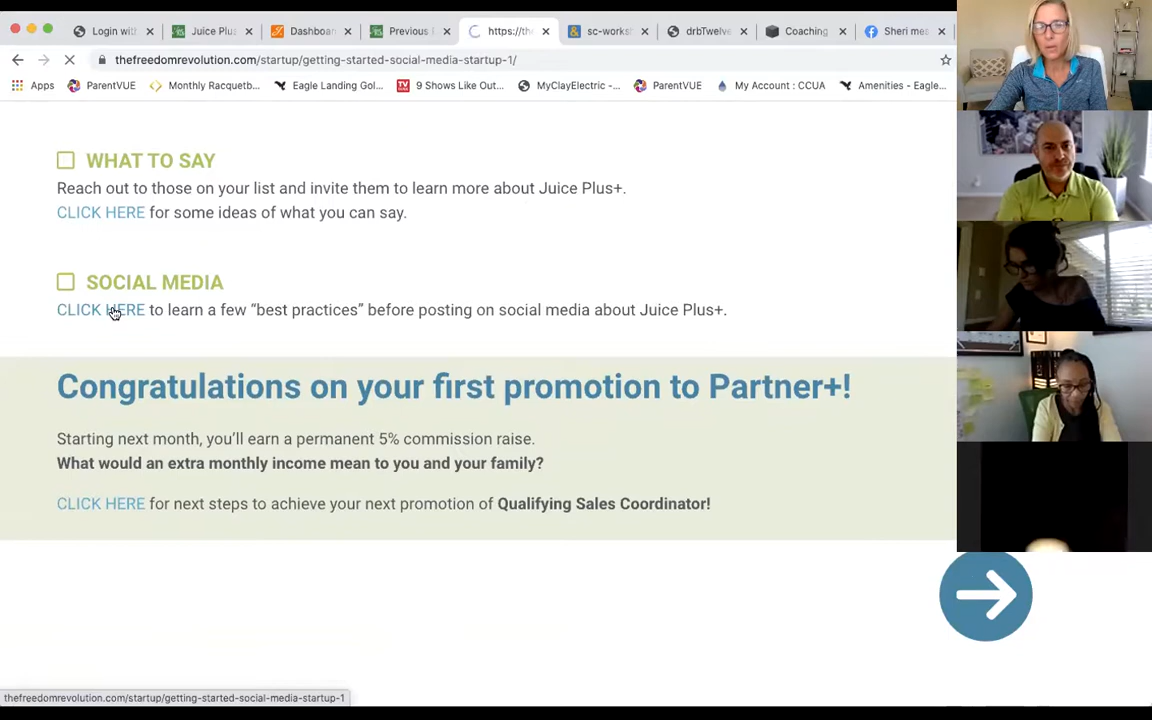 Login with
Juice Plus
Dashboar
Previous F
https://the
sc-worksh
drbTwelve
Coaching
Sheri mes
thefreedomrevolution.com/startup/getting-started-social-media-startup-1/
Apps
ParentVUE
Monthly Racquetb...
Eagle Landing Gol...
9 Shows Like Out...
MyClayElectric -...
ParentVUE
My Account : CCUA
Amenities - Eagle...
WHAT TO SAY
Reach out to those on your list and invite them to learn more about Juice Plus+.
CLICK HERE for some ideas of what you can say.
SOCIAL MEDIA
CLICK HERE to learn a few “best practices” before posting on social media about Juice Plus+.
Congratulations on your first promotion to Partner+!
Starting next month, you’ll earn a permanent 5% commission raise.
What would an extra monthly income mean to you and your family?
CLICK HERE for next steps to achieve your next promotion of Qualifying Sales Coordinator!
thefreedomrevolution.com/startup/getting-started-social-media-startup-1